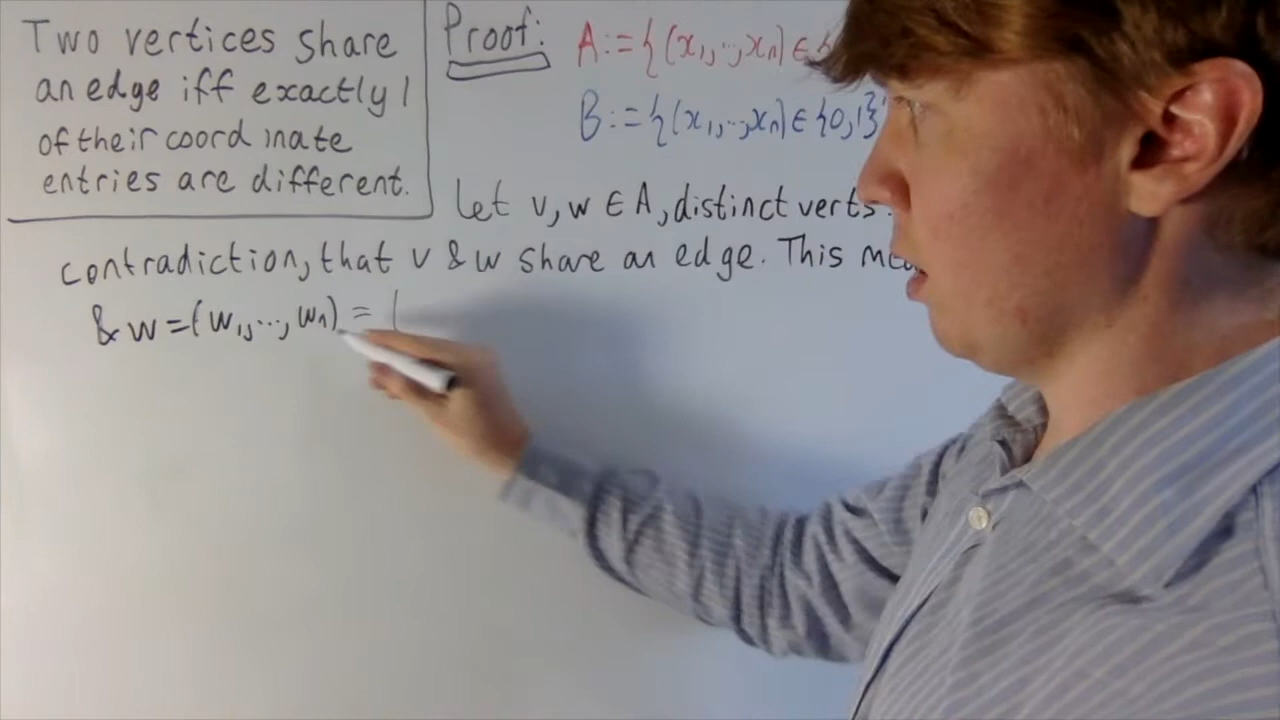 Two vertices share
an edge iff exactly 1
of their coordinate
entries are different.
Proof:
A:={(x₁,...,xₙ)∈{
B:={(x₁,...,xₙ)∈{0,1}
Let v,w∈A, distinct verts.
contradiction, that v & w share an edge. This
& w=(w₁,...,wₙ) = (